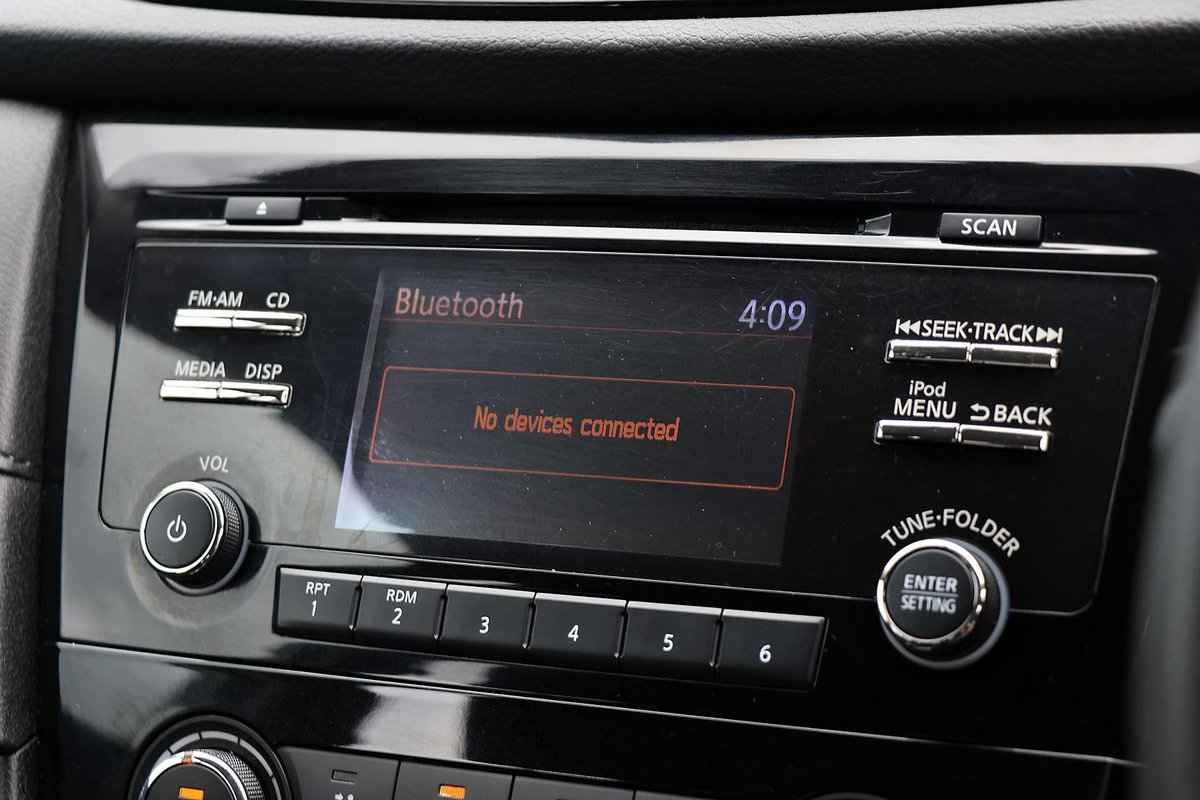 SCAN
FM·AM CD
Bluetooth 4:09
SEEK·TRACK
MEDIA DISP
iPod
MENU BACK
No devices connected
VOL
TUNE·FOLDER
ENTER
SETTING
RPT
1
RDM
2
3
4
5
6